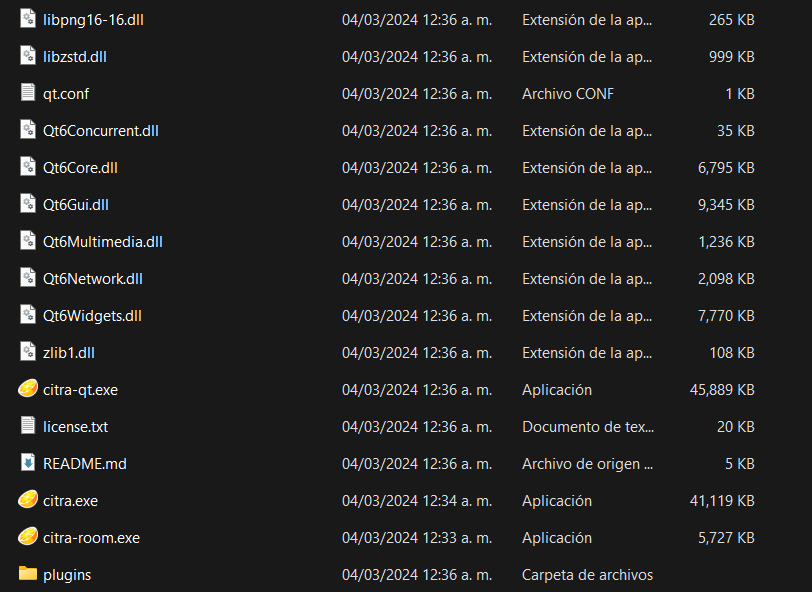 libpng16-16.dll 04/03/2024 12:36 a. m. Extensión de la ap... 265 KB
libzstd.dll 04/03/2024 12:36 a. m. Extensión de la ap... 999 KB
qt.conf 04/03/2024 12:36 a. m. Archivo CONF 1 KB
Qt6Concurrent.dll 04/03/2024 12:36 a. m. Extensión de la ap... 35 KB
Qt6Core.dll 04/03/2024 12:36 a. m. Extensión de la ap... 6,795 KB
Qt6Gui.dll 04/03/2024 12:36 a. m. Extensión de la ap... 9,345 KB
Qt6Multimedia.dll 04/03/2024 12:36 a. m. Extensión de la ap... 1,236 KB
Qt6Network.dll 04/03/2024 12:36 a. m. Extensión de la ap... 2,098 KB
Qt6Widgets.dll 04/03/2024 12:36 a. m. Extensión de la ap... 7,770 KB
zlib1.dll 04/03/2024 12:36 a. m. Extensión de la ap... 108 KB
citra-qt.exe 04/03/2024 12:36 a. m. Aplicación 45,889 KB
license.txt 04/03/2024 12:36 a. m. Documento de tex... 20 KB
README.md 04/03/2024 12:36 a. m. Archivo de origen ... 5 KB
citra.exe 04/03/2024 12:34 a. m. Aplicación 41,119 KB
citra-room.exe 04/03/2024 12:33 a. m. Aplicación 5,727 KB
plugins 04/03/2024 12:36 a. m. Carpeta de archivos